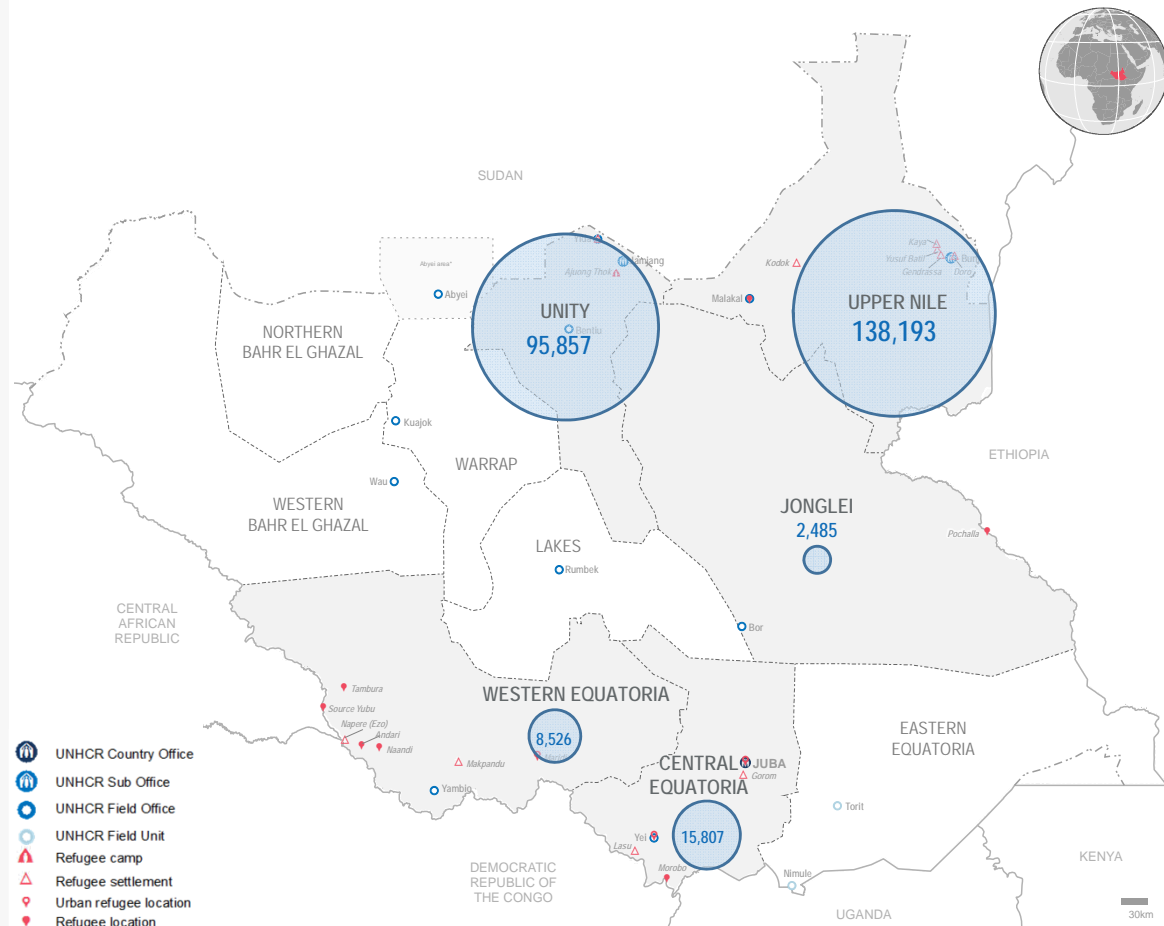 SUDAN
Abyei area*
Abyei
Jamjang
Ajuong Thok
UNITY
95,857
Bentiu
Kodok
Malakal
Kaya
Yusuf Batil
Gendrassa
Doro
UPPER NILE
138,193
NORTHERN
BAHR EL GHAZAL
Kuajok
WARRAP
Wau
WESTERN
BAHR EL GHAZAL
ETHIOPIA
JONGLEI
2,485
Pochalla
LAKES
Rumbek
CENTRAL
AFRICAN
REPUBLIC
Bor
Tambura
Source Yubu
Napere (Ezo)
Andari
Naandi
WESTERN EQUATORIA
8,526
Makpandu
Yambio
EASTERN
EQUATORIA
CENTRAL
EQUATORIA
JUBA
Gorom
15,807
Yei
Lasu
Morobo
Torit
Nimule
DEMOCRATIC
REPUBLIC OF
THE CONGO
KENYA
UGANDA
30km
UNHCR Country Office
UNHCR Sub Office
UNHCR Field Office
UNHCR Field Unit
Refugee camp
Refugee settlement
Urban refugee location
Refugee location